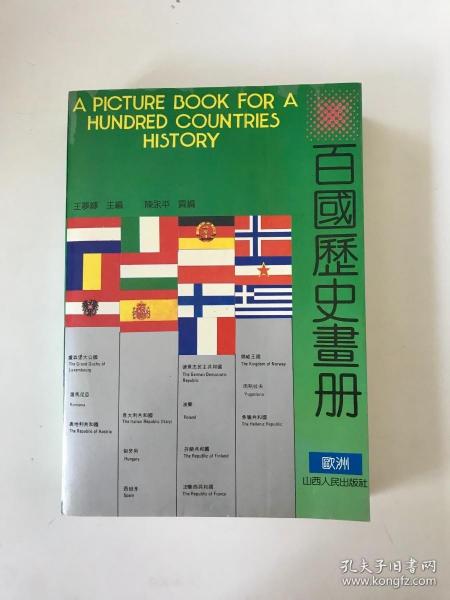 A PICTURE BOOK FOR A
HUNDRED COUNTRIES
HISTORY
王夢縁 主編 陳永平 責編
百國歷史畫册
歐洲
山西人民出版社
盧森堡大公國
The Grand Duchy of
Luxembourg
羅馬尼亞
Romania
奧地利共和國
The Republic of Austria
意大利共和國
The Italian Republic (Italy)
匈牙利
Hungary
西班牙
Spain
德意志民主共和國
The German Democratic
Republic
波蘭
Poland
芬蘭共和國
The Republic of Finland
法蘭西共和國
The Republic of France
挪威王國
The Kingdom of Norway
南斯拉夫
Yugoslavia
希臘共和國
The Hellenic Republic
孔夫子旧书网
www.kongfz.com